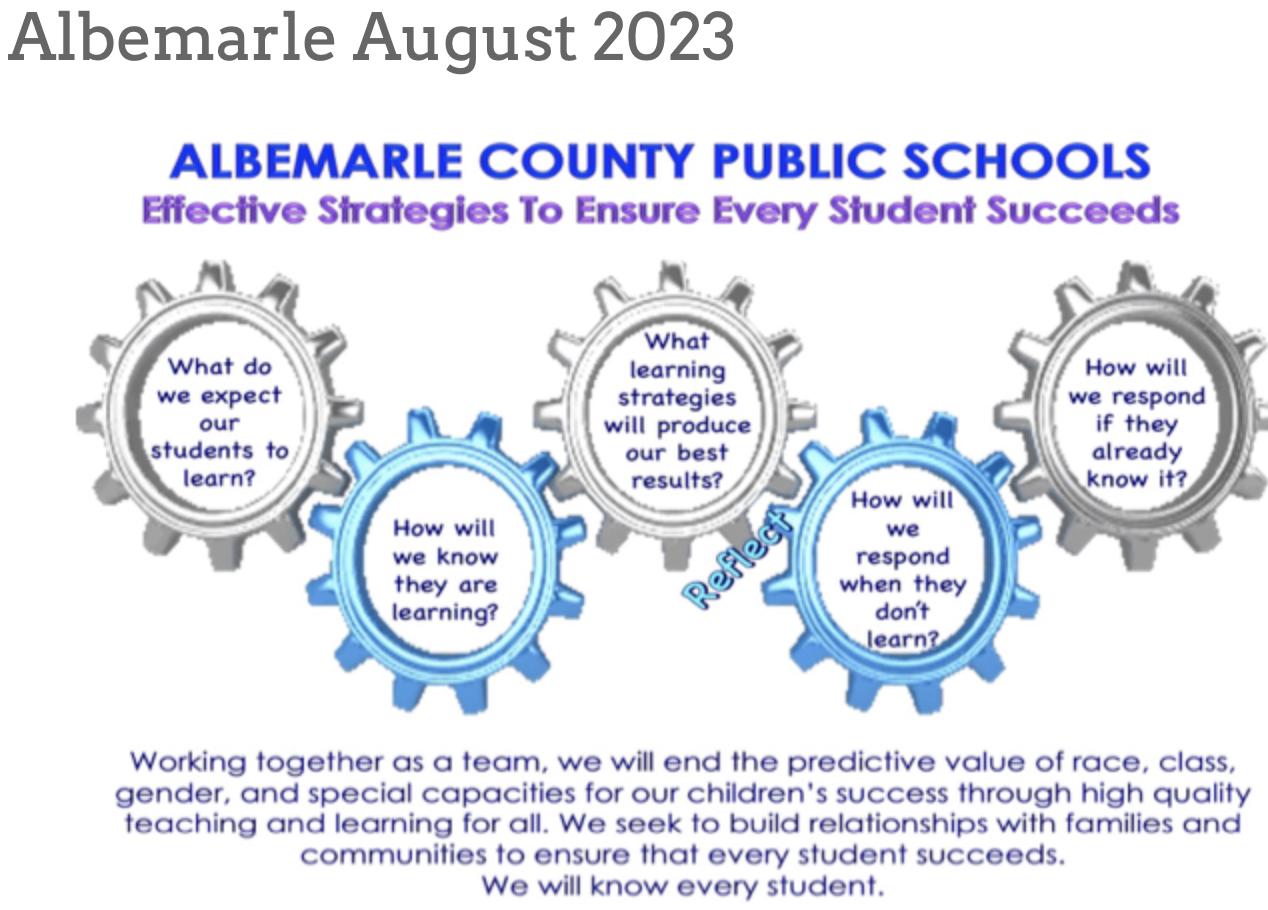 Albemarle August 2023
ALBEMARLE COUNTY PUBLIC SCHOOLS
Effective Strategies To Ensure Every Student Succeeds
What do
we expect
our
students to
learn?
How will
we know
they are
learning?
What
learning
strategies
will produce
our best
results?
Reflect
How will
we
respond
when they
don't
learn?
How will
we respond
if they
already
know it?
Working together as a team, we will end the predictive value of race, class,
gender, and special capacities for our children's success through high quality
teaching and learning for all. We seek to build relationships with families and
communities to ensure that every student succeeds.
We will know every student.